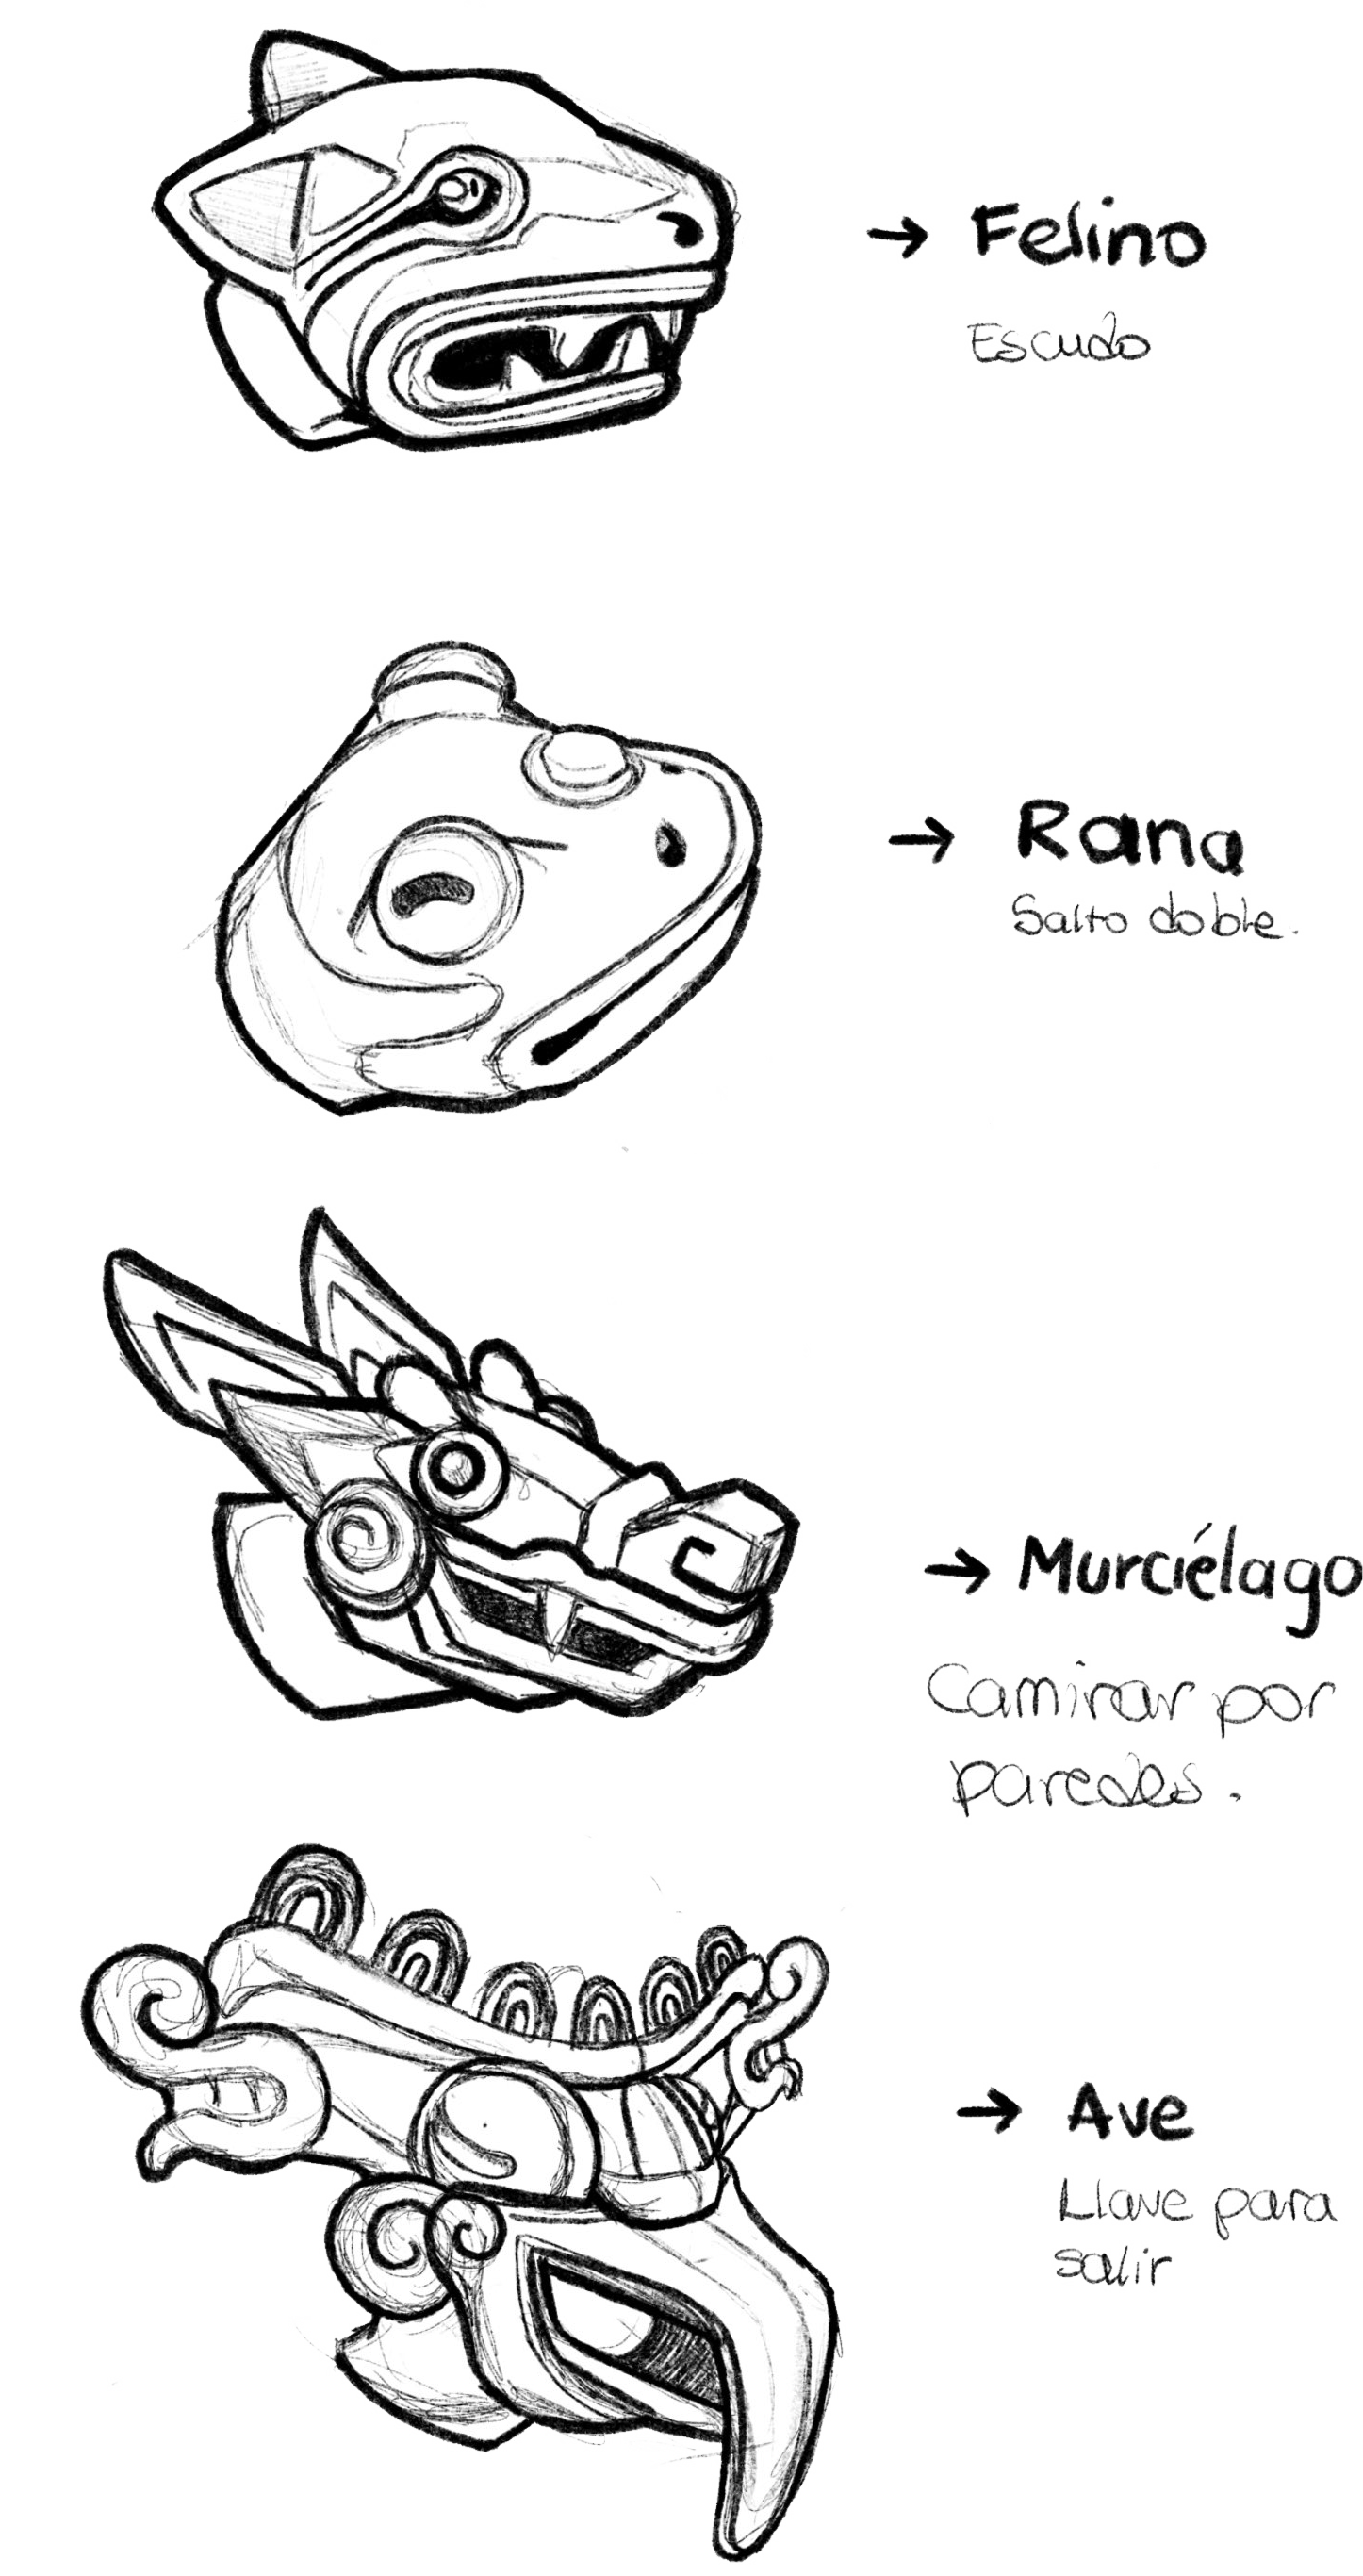 → Felino
Escudo
→ Rana
Salto doble.
→ Murciélago
Caminar por
paredes.
→ Ave
Llave para
salir